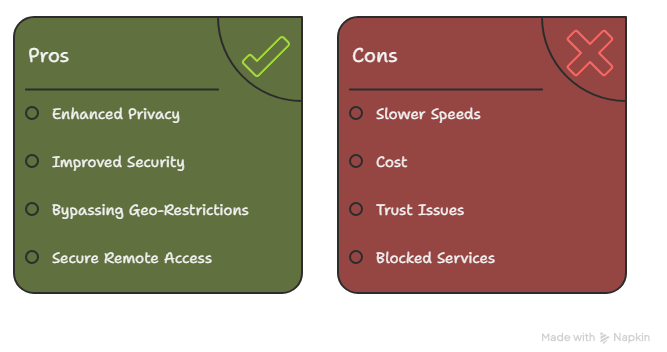 Pros
Enhanced Privacy
Improved Security
Bypassing Geo-Restrictions
Secure Remote Access
Cons
Slower Speeds
Cost
Trust Issues
Blocked Services
Made with Napkin